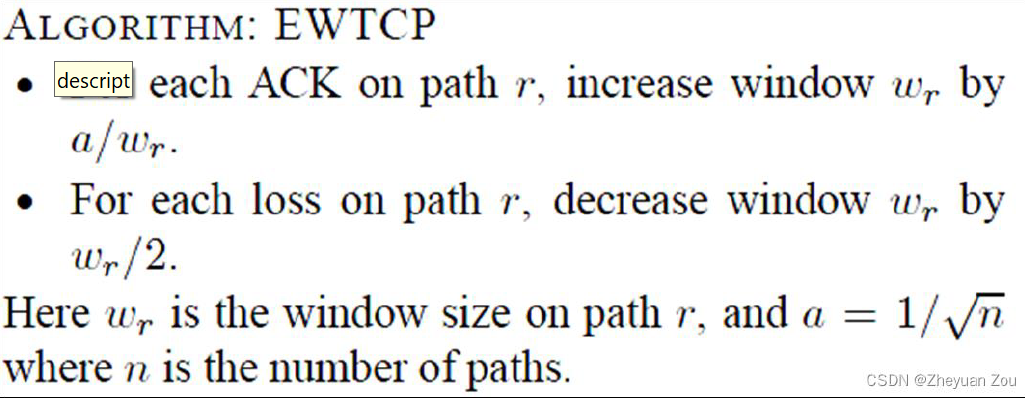 ALGORITHM: EWTCP
• descript each ACK on path r, increase window w_r by
a/w_r.
• For each loss on path r, decrease window w_r by
w_r/2.
Here w_r is the window size on path r, and a = 1/√n
where n is the number of paths.
CSDN @Zheyuan Zou